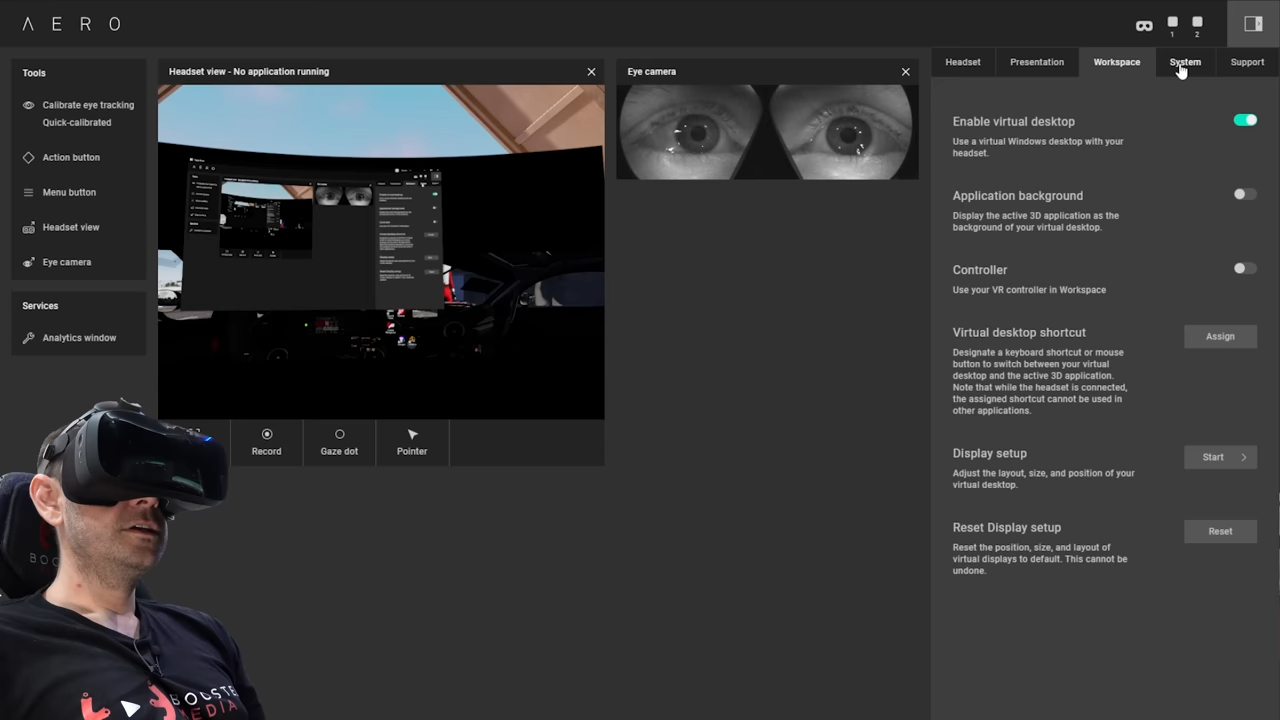 AERO
1 2
Tools
Calibrate eye tracking
Quick-calibrated
Action button
Menu button
Headset view
Eye camera
Services
Analytics window
Headset view - No application running
Record
Gaze dot
Pointer
Eye camera
Headset
Presentation
Workspace
System
Support
Enable virtual desktop
Use a virtual Windows desktop with your
headset.
Application background
Display the active 3D application as the
background of your virtual desktop.
Controller
Use your VR controller in Workspace
Virtual desktop shortcut
Assign
Designate a keyboard shortcut or mouse
button to switch between your virtual
desktop and the active 3D application.
Note that while the headset is connected,
the assigned shortcut cannot be used in
other applications.
Display setup
Start
Adjust the layout, size, and position of your
virtual desktop.
Reset Display setup
Reset
Reset the position, size, and layout of
virtual displays to default. This cannot be
undone.